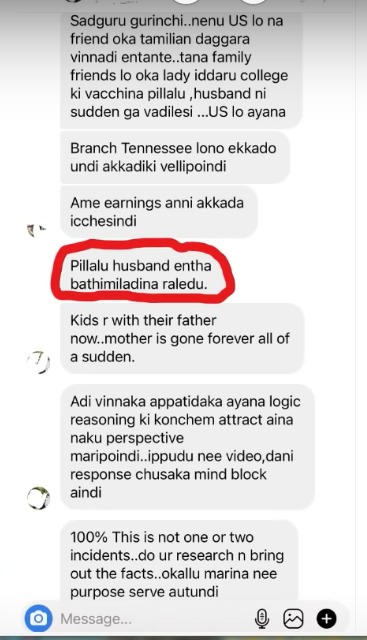 Sadguru gurinchi..nenu US lo na
friend oka tamilian daggara
vinnadi entante..tana family
friends lo oka lady iddaru college
ki vacchina pillalu ,husband ni
sudden ga vadilesi ...US lo ayana
Branch Tennessee lono ekkado
undi akkadiki vellipoindi
Ame earnings anni akkada
icchesindi
Pillalu husband entha
bathimiladina raledu.
Kids r with their father
now..mother is gone forever all of
a sudden.
Adi vinnaka appatidaka ayana logic
reasoning ki konchem attract aina
naku perspective
maripoindi..ippudu nee video,dani
response chusaka mind block
aindi
100% This is not one or two
incidents..do ur research n bring
out the facts..okallu marina nee
purpose serve autundi
Message...